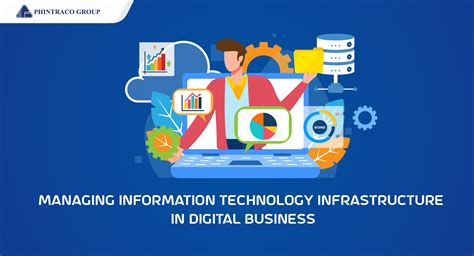 PHINTRACO GROUP
MANAGING INFORMATION TECHNOLOGY INFRASTRUCTURE
IN DIGITAL BUSINESS